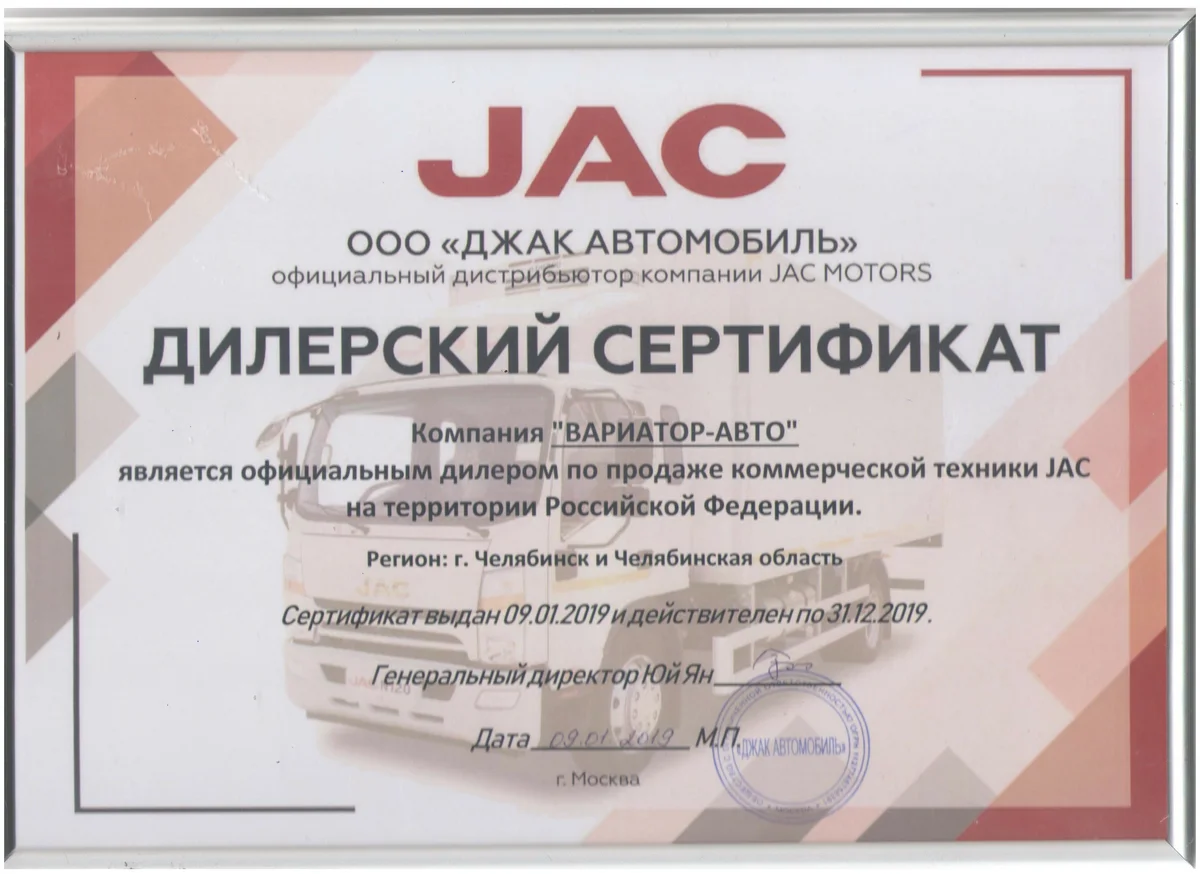 JAC
ООО «ДЖАК АВТОМОБИЛЬ»
официальный дистрибьютор компании JAC MOTORS
ДИЛЕРСКИЙ СЕРТИФИКАТ
Компания "ВАРИАТОР-АВТО"
является официальным дилером по продаже коммерческой техники JAC
на территории Российской Федерации.
Регион: г. Челябинск и Челябинская область
JAC
Сертификат выдан 09.01.2019 и действителен по 31.12.2019.
Генеральный директор Юй Ян
N120
Дата 09.01 2019 М.П.
«ДЖАК АВТОМОБИЛЬ»
г. Москва